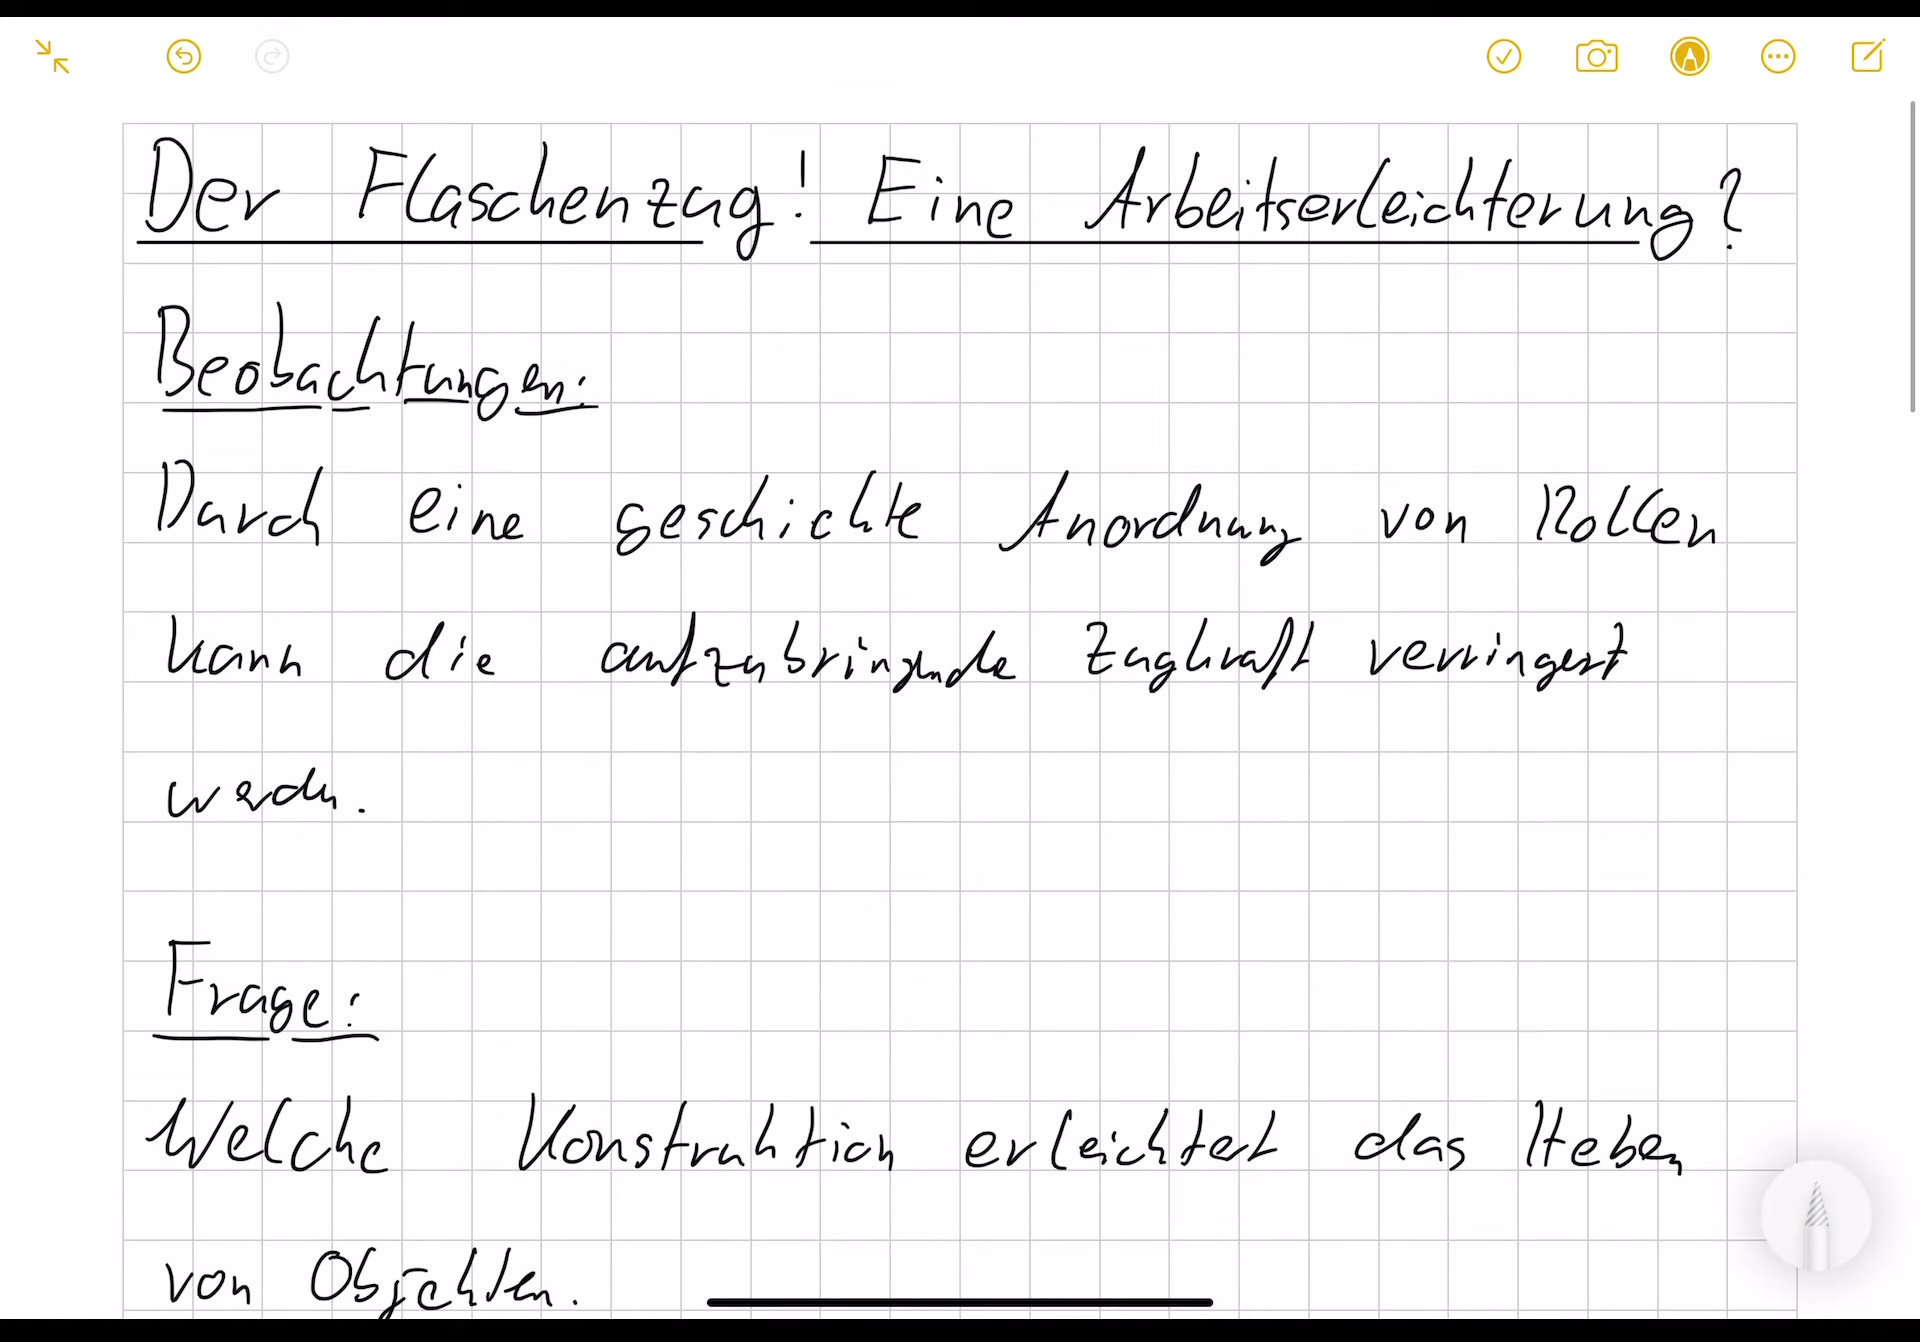 Der Flaschenzug! Eine Arbeitserleichterung?
Beobachtungen:
Durch eine geschickte Anordnung von Rollen
kann die aufzubringende Zugkraft verringert
werden.
Frage:
Welche Konstruktion erleichtert das Heben
von Objekten.